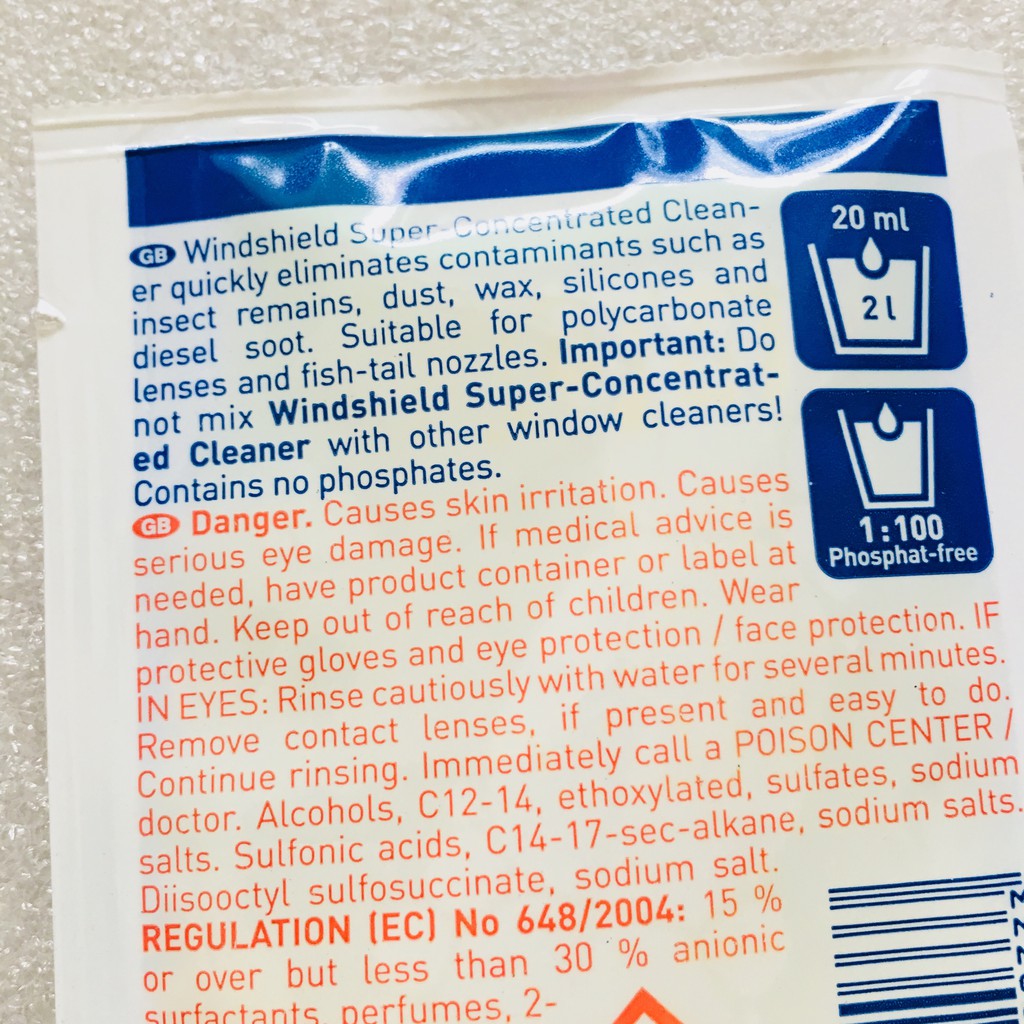 GB Windshield Super-Concentrated Clean-
er quickly eliminates contaminants such as
insect remains, dust, wax, silicones and
diesel soot. Suitable for polycarbonate
lenses and fish-tail nozzles. Important: Do
not mix Windshield Super-Concentrat-
ed Cleaner with other window cleaners!
Contains no phosphates.
20 ml
2 l
1:100
Phosphat-free
GB Danger. Causes skin irritation. Causes
serious eye damage. If medical advice is
needed, have product container or label at
hand. Keep out of reach of children. Wear
protective gloves and eye protection / face protection. IF
IN EYES: Rinse cautiously with water for several minutes.
Remove contact lenses, if present and easy to do.
Continue rinsing. Immediately call a POISON CENTER /
doctor. Alcohols, C12-14, ethoxylated, sulfates, sodium
salts. Sulfonic acids, C14-17-sec-alkane, sodium salts.
Diisooctyl sulfosuccinate, sodium salt.
REGULATION (EC) No 648/2004: 15 %
or over but less than 30 % anionic
surfactants, perfumes, 2-